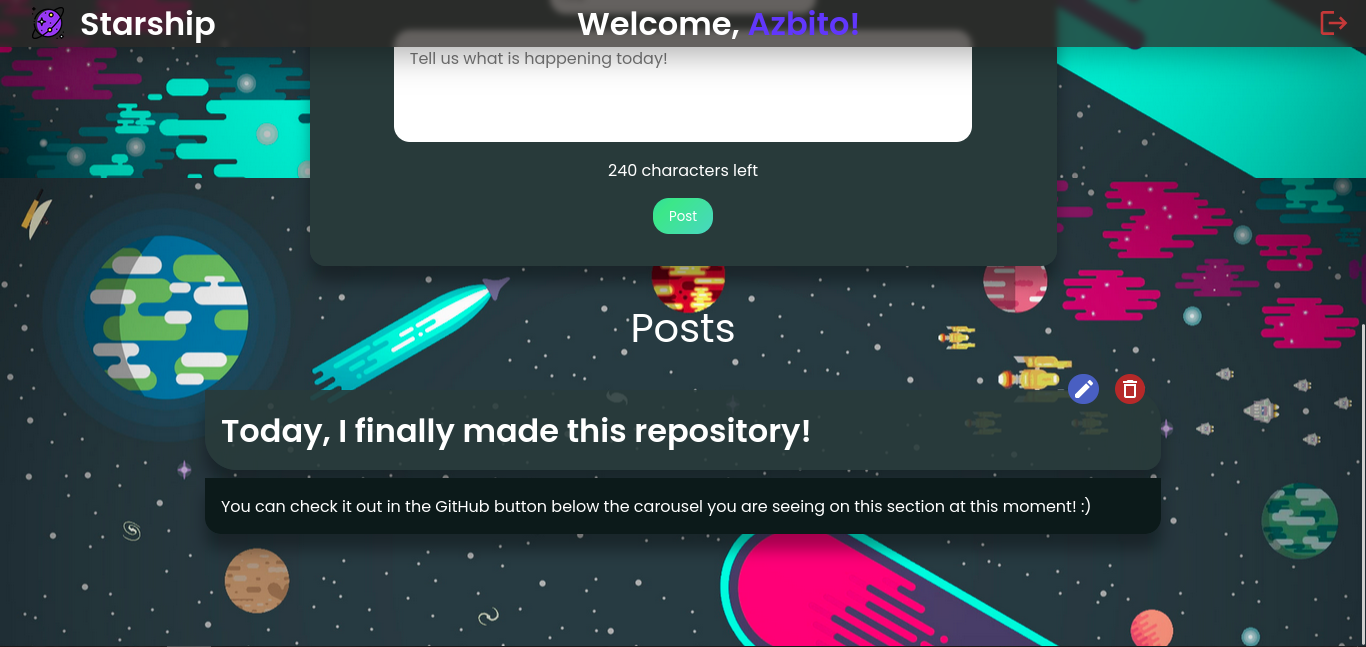 Starship
Welcome, Azbito!
Tell us what is happening today!
240 characters left
Post
Posts
Today, I finally made this repository!
You can check it out in the GitHub button below the carousel you are seeing on this section at this moment! :)